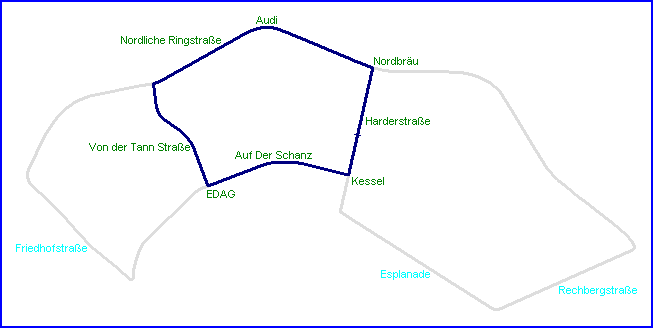 Audi
Nordliche Ringstraße
Nordbräu
Harderstraße
Von der Tann Straße
Auf Der Schanz
Kessel
EDAG
Friedhofstraße
Esplanade
Rechbergstraße